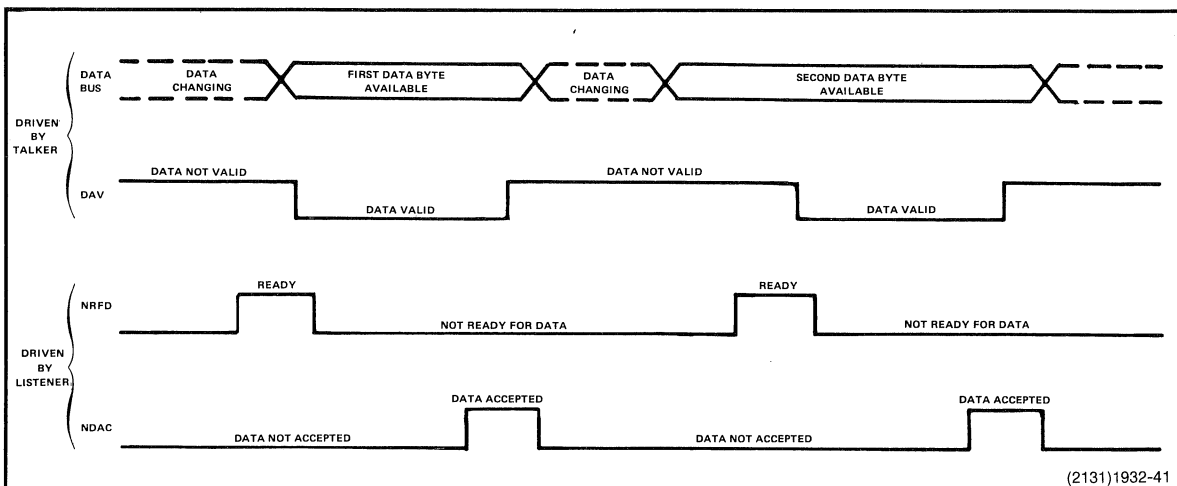 DRIVEN
BY
TALKER
DATA
BUS
DATA
CHANGING
FIRST DATA BYTE
AVAILABLE
DATA
CHANGING
SECOND DATA BYTE
AVAILABLE
DAV
DATA NOT VALID
DATA VALID
DATA NOT VALID
DATA VALID
DRIVEN
BY
LISTENER
NRFD
READY
NOT READY FOR DATA
READY
NOT READY FOR DATA
NDAC
DATA NOT ACCEPTED
DATA ACCEPTED
DATA NOT ACCEPTED
DATA ACCEPTED
(2131)1932-41